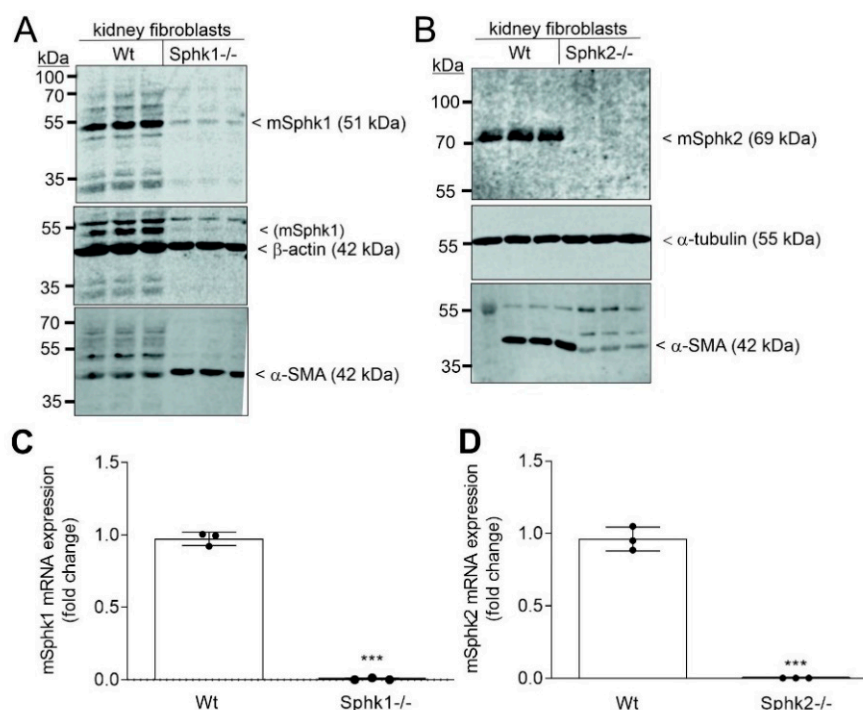 A
kidney fibroblasts
kDa
Wt
Sphk1-/-
100
70
55
35
< mSphk1 (51 kDa)
55
35
< (mSphk1)
< β-actin (42 kDa)
70
55
35
< α-SMA (42 kDa)
B
kidney fibroblasts
kDa
Wt
Sphk2-/-
100
70
55
< mSphk2 (69 kDa)
55
< α-tubulin (55 kDa)
55
35
< α-SMA (42 kDa)
C
mSphk1 mRNA expression
(fold change)
1.5
1.0
0.5
0.0
***
Wt
Sphk1-/-
D
mSphk2 mRNA expression
(fold change)
1.5
1.0
0.5
0.0
***
Wt
Sphk2-/-